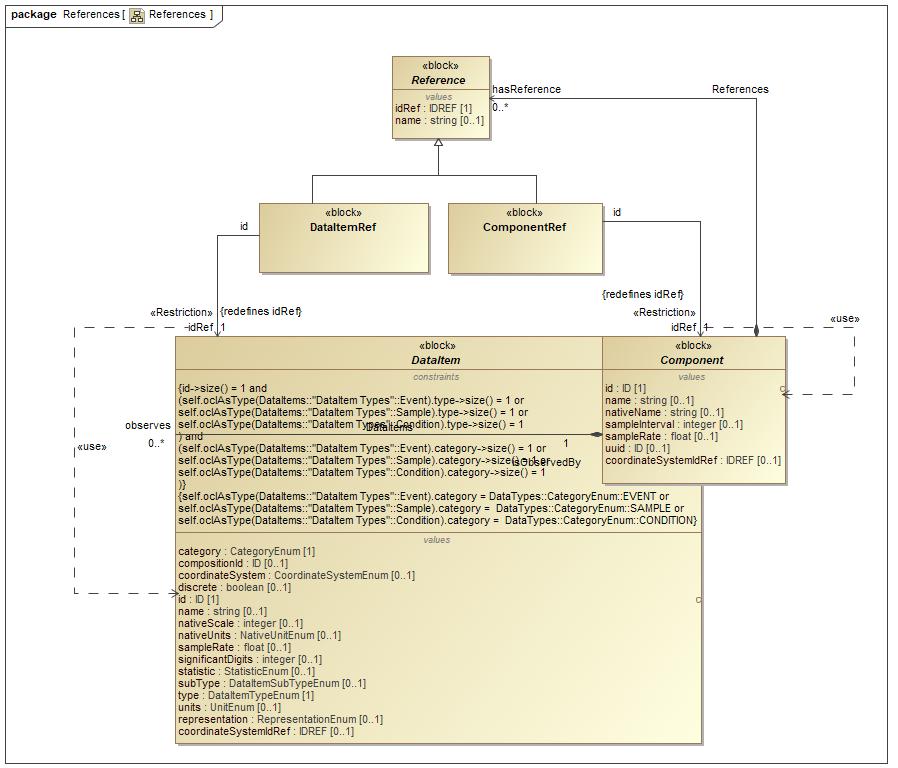 package References [ References ]
«block»
Reference
values
idRef : IDREF [1]
name : string [0..1]
hasReference
0..*
References
«block»
DataItemRef
«block»
ComponentRef
id
id
«Restriction»
{redefines idRef}
idRef
1
{redefines idRef}
«Restriction»
idRef
1
«use»
«block»
DataItem
constraints
{id->size() = 1 and
(self.oclAsType(DataItems::"DataItem Types"::Event).type->size() = 1 or
self.oclAsType(DataItems::"DataItem Types"::Sample).type->size() = 1 or
self.oclAsType(DataItems::"DataItem Types"::Condition).type->size() = 1
) and
(self.oclAsType(DataItems::"DataItem Types"::Event).category->size() = 1 or
self.oclAsType(DataItems::"DataItem Types"::Sample).category->size() = 1 or
self.oclAsType(DataItems::"DataItem Types"::Condition).category->size() = 1
)}
{self.oclAsType(DataItems::"DataItem Types"::Event).category = DataTypes::CategoryEnum::EVENT or
self.oclAsType(DataItems::"DataItem Types"::Sample).category = DataTypes::CategoryEnum::SAMPLE or
self.oclAsType(DataItems::"DataItem Types"::Condition).category = DataTypes::CategoryEnum::CONDITION}
observes
0..*
DataItems
1
isObservedBy
«use»
«block»
Component
values
id : ID [1]
name : string [0..1]
nativeName : string [0..1]
sampleInterval : integer [0..1]
sampleRate : float [0..1]
uuid : ID [0..1]
coordinateSystemIdRef : IDREF [0..1]
values
category : CategoryEnum [1]
compositionId : ID [0..1]
coordinateSystem : CoordinateSystemEnum [0..1]
discrete : boolean [0..1]
id : ID [1]
name : string [0..1]
nativeScale : integer [0..1]
nativeUnits : NativeUnitEnum [0..1]
sampleRate : float [0..1]
significantDigits : integer [0..1]
statistic : StatisticEnum [0..1]
subType : DataItemSubTypeEnum [0..1]
type : DataItemTypeEnum [1]
units : UnitEnum [0..1]
representation : RepresentationEnum [0..1]
coordinateSystemIdRef : IDREF [0..1]